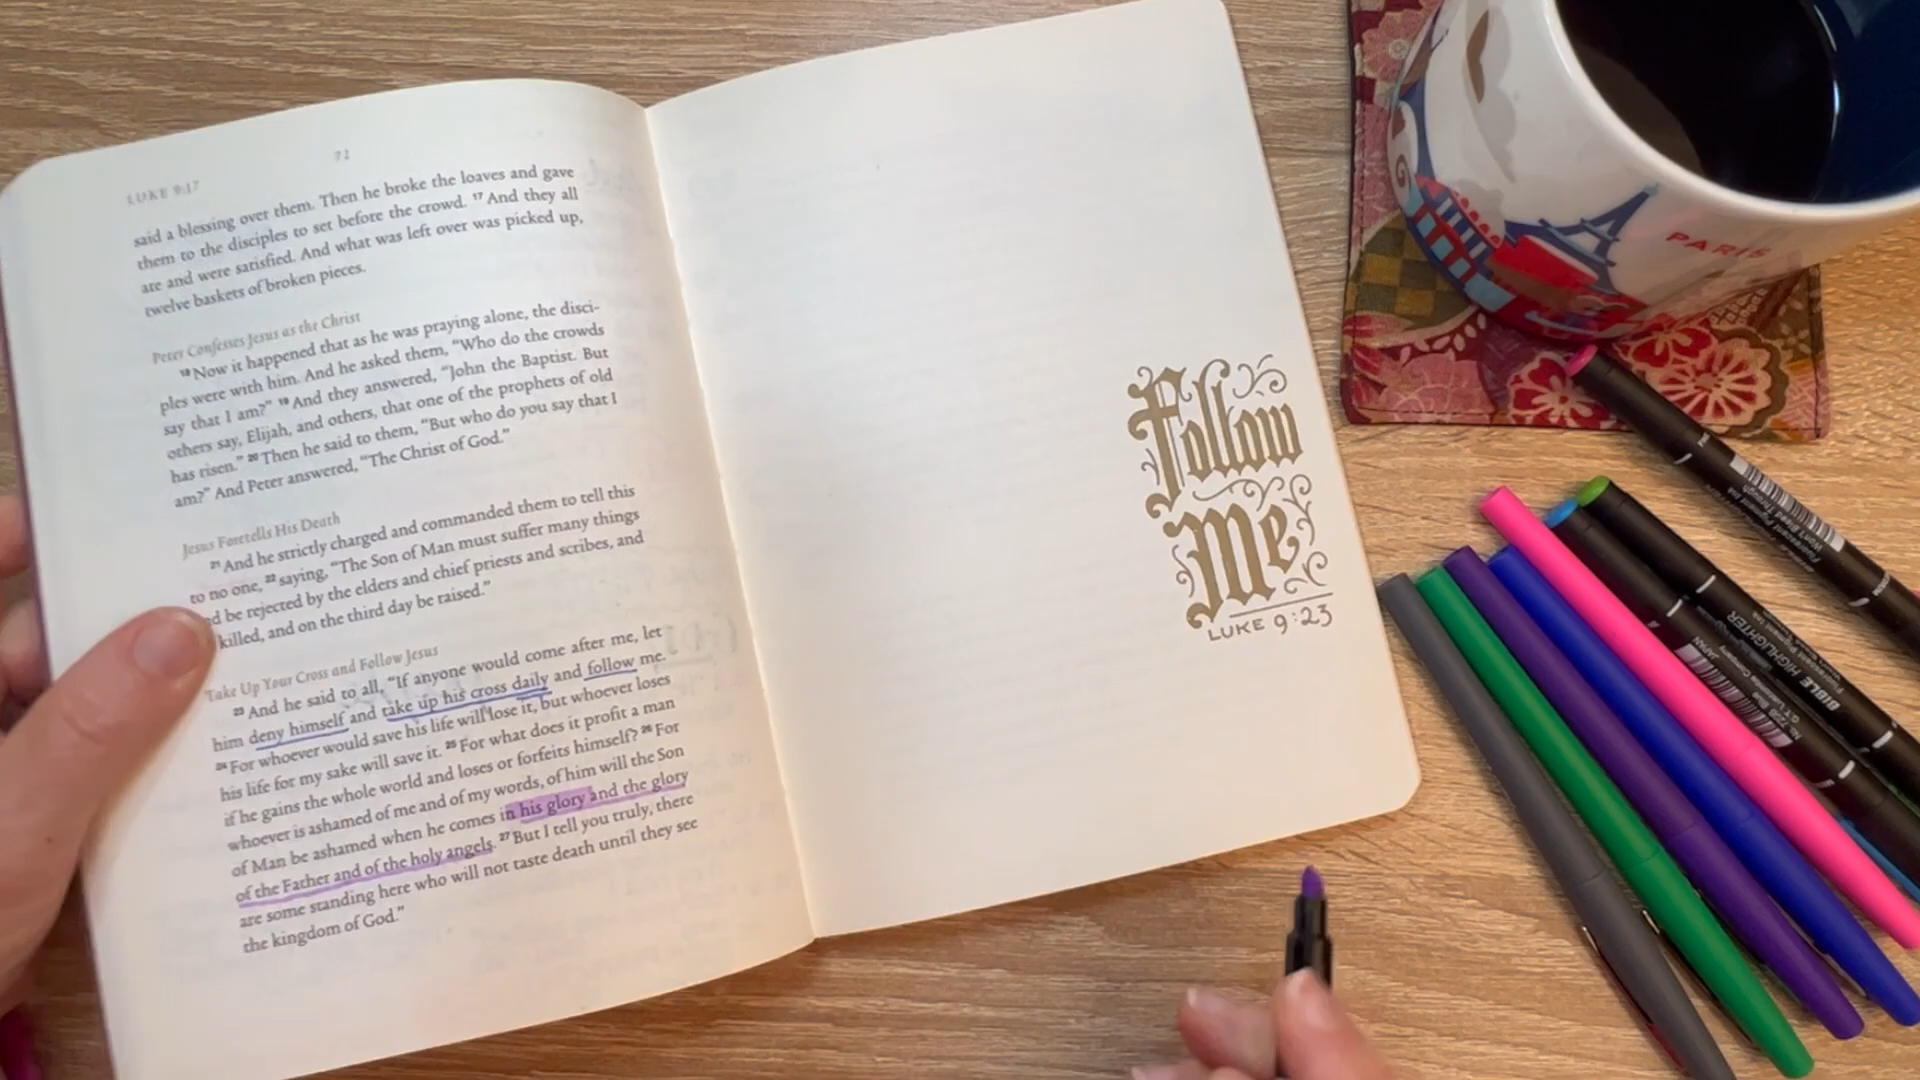 LUKE 9:17
71
said a blessing over them. Then he broke the loaves and gave
them to the disciples to set before the crowd. 17 And they all
ate and were satisfied. And what was left over was picked up,
twelve baskets of broken pieces.
Peter Confesses Jesus as the Christ
18 Now it happened that as he was praying alone, the disci-
ples were with him. And he asked them, “Who do the crowds
say that I am?” 19 And they answered, “John the Baptist. But
others say, Elijah, and others, that one of the prophets of old
has risen.” 20 Then he said to them, “But who do you say that I
am?” And Peter answered, “The Christ of God.”
Jesus Foretells His Death
21 And he strictly charged and commanded them to tell this
to no one, 22 saying, “The Son of Man must suffer many things
be rejected by the elders and chief priests and scribes, and
killed, and on the third day be raised.”
Take Up Your Cross and Follow Jesus
23 And he said to all, “If anyone would come after me, let
him deny himself and take up his cross daily and follow me.
24 For whoever would save his life will lose it, but whoever loses
his life for my sake will save it. 25 For what does it profit a man
if he gains the whole world and loses or forfeits himself? 26 For
whoever is ashamed of me and of my words, of him will the Son
of Man be ashamed when he comes in his glory and the glory
of the Father and of the holy angels. 27 But I tell you truly, there
are some standing here who will not taste death until they see
the kingdom of God.”
Follow
Me
LUKE 9:23
PARIS
BIBLE HIGHLIGHTER
JAPAN
Won't Bleed Through